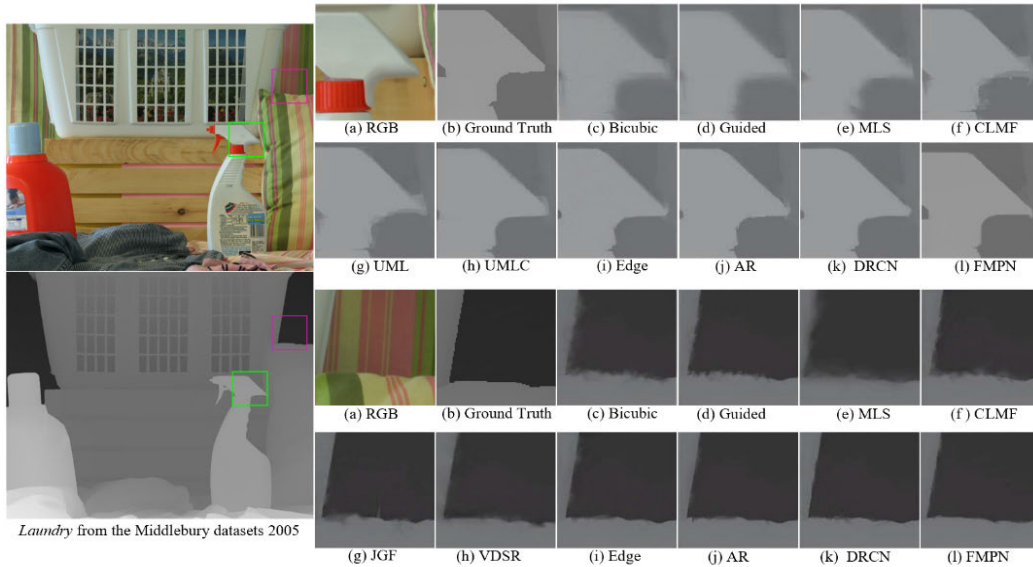 (a) RGB (b) Ground Truth (c) Bicubic (d) Guided (e) MLS (f) CLMF
(g) UML (h) UMLC (i) Edge (j) AR (k) DRCN (l) FMPN
(a) RGB (b) Ground Truth (c) Bicubic (d) Guided (e) MLS (f) CLMF
Laundry from the Middlebury datasets 2005
(g) JGF (h) VDSR (i) Edge (j) AR (k) DRCN (l) FMPN